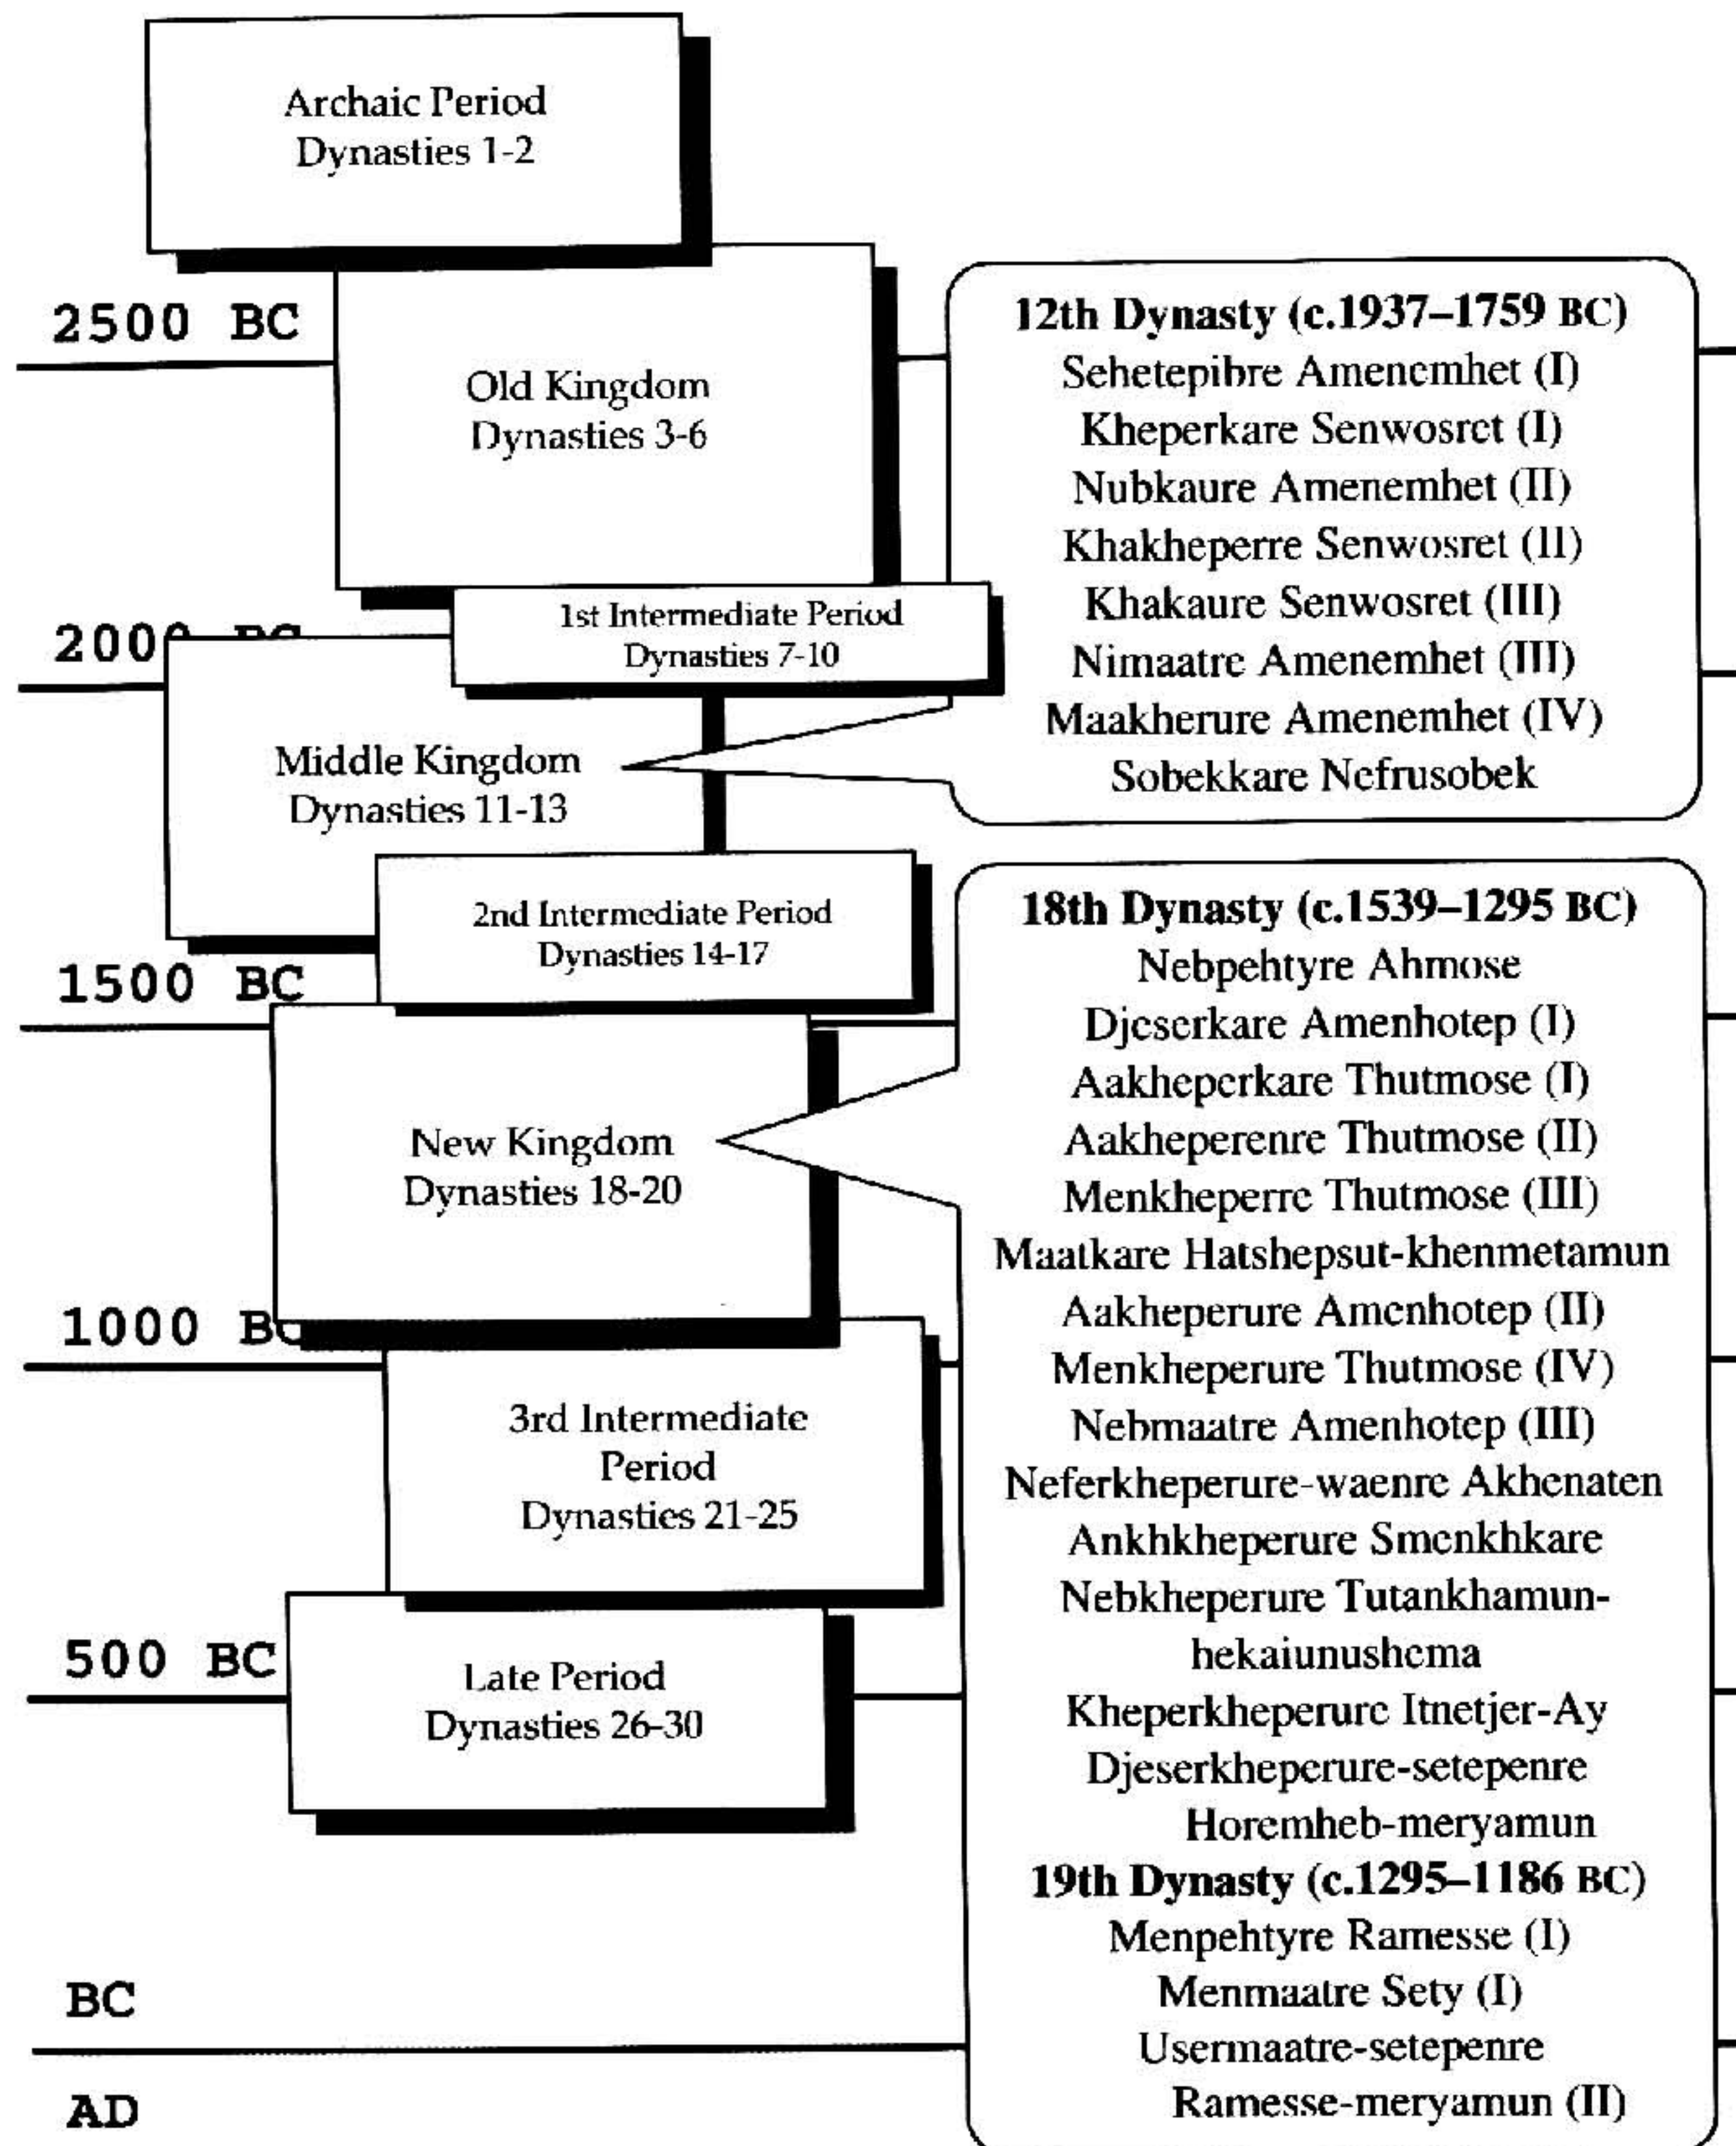 Archaic Period
Dynasties 1-2
2500 BC
Old Kingdom
Dynasties 3-6
1st Intermediate Period
Dynasties 7-10
2000 BC
Middle Kingdom
Dynasties 11-13
2nd Intermediate Period
Dynasties 14-17
1500 BC
New Kingdom
Dynasties 18-20
1000 BC
3rd Intermediate
Period
Dynasties 21-25
500 BC
Late Period
Dynasties 26-30
BC
AD
12th Dynasty (c.1937–1759 BC)
Sehetepibre Amenemhet (I)
Kheperkare Senwosret (I)
Nubkaure Amenemhet (II)
Khakheperre Senwosret (II)
Khakaure Senwosret (III)
Nimaatre Amenemhet (III)
Maakherure Amenemhet (IV)
Sobekkare Nefrusobek
18th Dynasty (c.1539–1295 BC)
Nebpehtyre Ahmose
Djeserkare Amenhotep (I)
Aakheperkare Thutmose (I)
Aakheperenre Thutmose (II)
Menkheperre Thutmose (III)
Maatkare Hatshepsut-khenmetamun
Aakheperure Amenhotep (II)
Menkheperure Thutmose (IV)
Nebmaatre Amenhotep (III)
Neferkheperure-waenre Akhenaten
Ankhkheperure Smenkhkare
Nebkheperure Tutankhamun-
hekaiunushema
Kheperkheperure Itnetjer-Ay
Djeserkheperure-setepenre
Horemheb-meryamun
19th Dynasty (c.1295–1186 BC)
Menpehtyre Ramesse (I)
Menmaatre Sety (I)
Usermaatre-setepenre
Ramesse-meryamun (II)